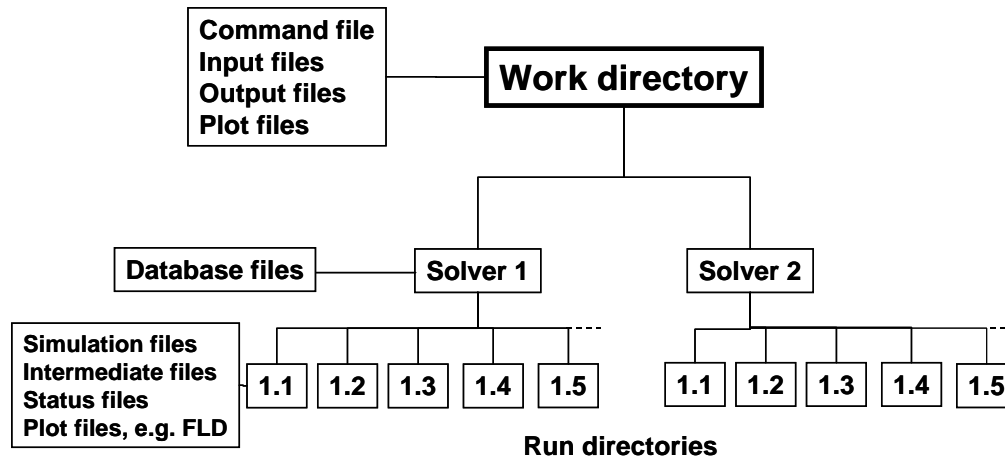 Command file
Input files
Output files
Plot files
Work directory
Database files
Solver 1
Solver 2
Simulation files
Intermediate files
Status files
Plot files, e.g. FLD
1.1 1.2 1.3 1.4 1.5
1.1 1.2 1.3 1.4 1.5
Run directories